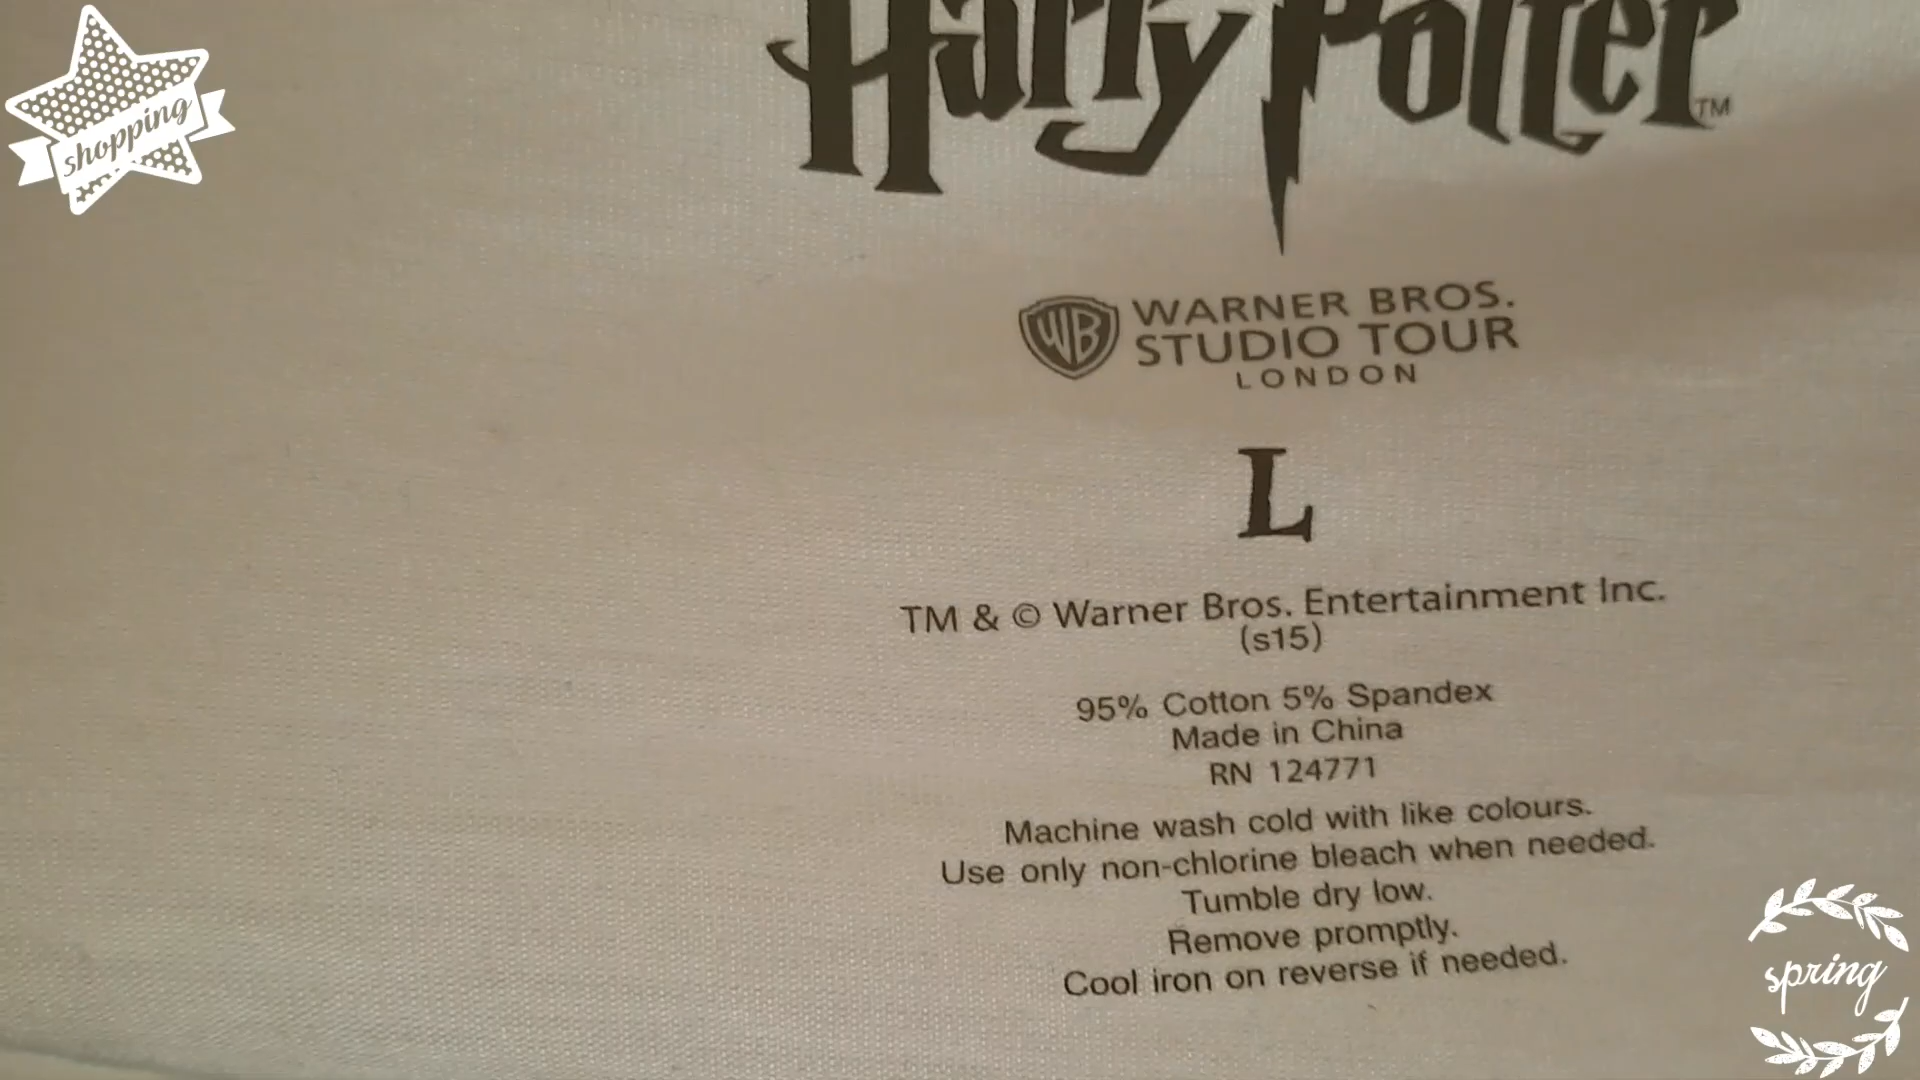 shopping
Harry Potter™
WB WARNER BROS.
STUDIO TOUR
LONDON
L
TM & © Warner Bros. Entertainment Inc.
(s15)
95% Cotton 5% Spandex
Made in China
RN 124771
Machine wash cold with like colours.
Use only non-chlorine bleach when needed.
Tumble dry low.
Remove promptly.
Cool iron on reverse if needed.
spring